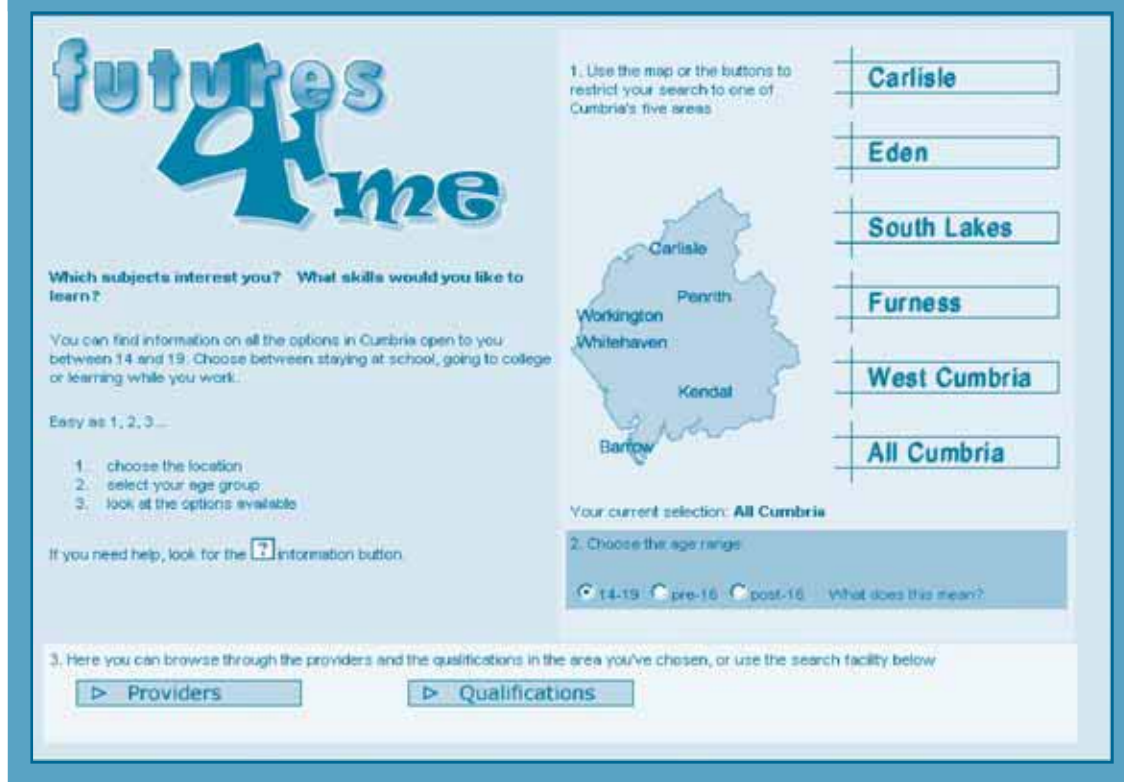 futures
4 me
Which subjects interest you? What skills would you like to
learn?
You can find information on all the options in Cumbria open to you
between 14 and 19. Choose between staying at school, going to college
or learning while you work.
Easy as 1, 2, 3...
1. choose the location
2. select your age group
3. look at the options available
If you need help, look for the ? information button.
1. Use the map or the buttons to
restrict your search to one of
Cumbria's five areas
Carlisle
Penrith
Workington
Whitehaven
Kendal
Barrow
Carlisle
Eden
South Lakes
Furness
West Cumbria
All Cumbria
Your current selection: All Cumbria
2. Choose the age range:
14-19 pre-16 post-16 What does this mean?
3. Here you can browse through the providers and the qualifications in the area you've chosen, or use the search facility below
Providers
Qualifications